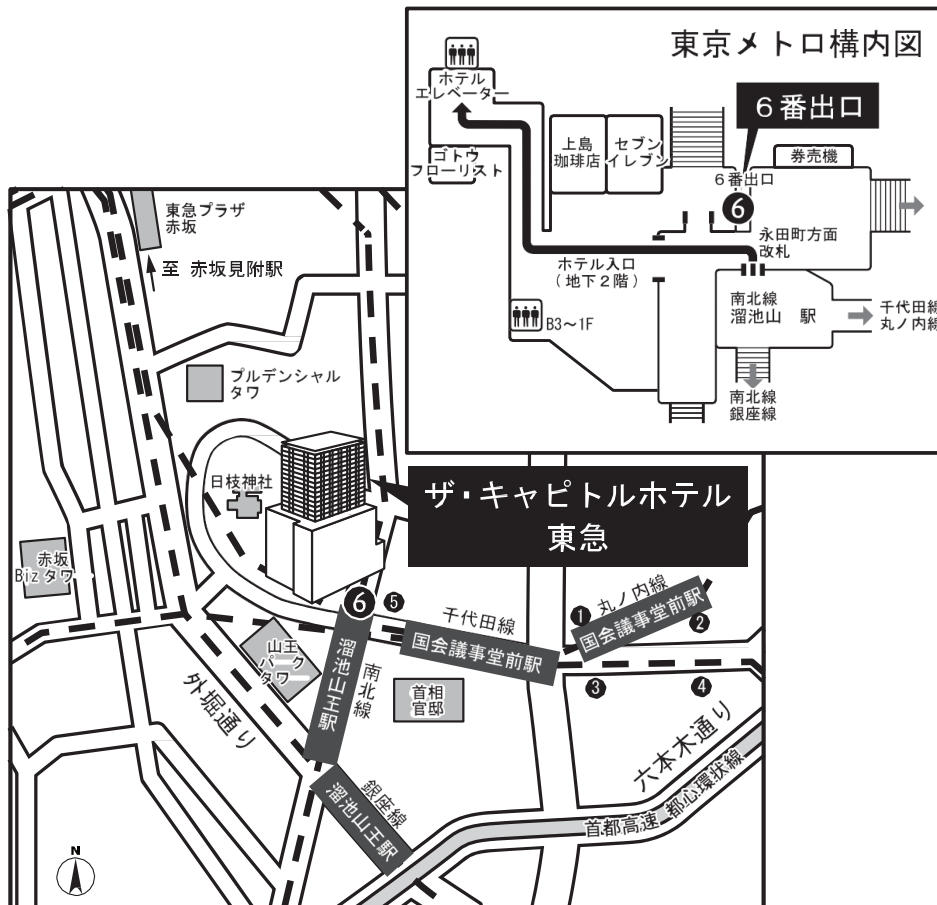 東京メトロ構内図
ホテル
エレベーター
ゴトウ
フローリスト
上島
珈琲店
セブン
イレブン
6番出口
券売機
6番出口
6
永田町方面
改札
ホテル入口
(地下2階)
B3〜1F
南北線
溜池山 駅
千代田線
丸ノ内線
南北線
銀座線
東急プラザ
赤坂
至 赤坂見附駅
プルデンシャル
タワ
日枝神社
ザ・キャピトルホテル
東急
赤坂
Bizタワ
6
5
千代田線
国会議事堂前駅
1
丸ノ内線
国会議事堂前駅
2
3
4
山王
パーク
タワ
溜池山王駅
南北線
首相
官邸
外堀通り
六本木通り
銀座線
溜池山王駅
首都高速 都心環状線
N